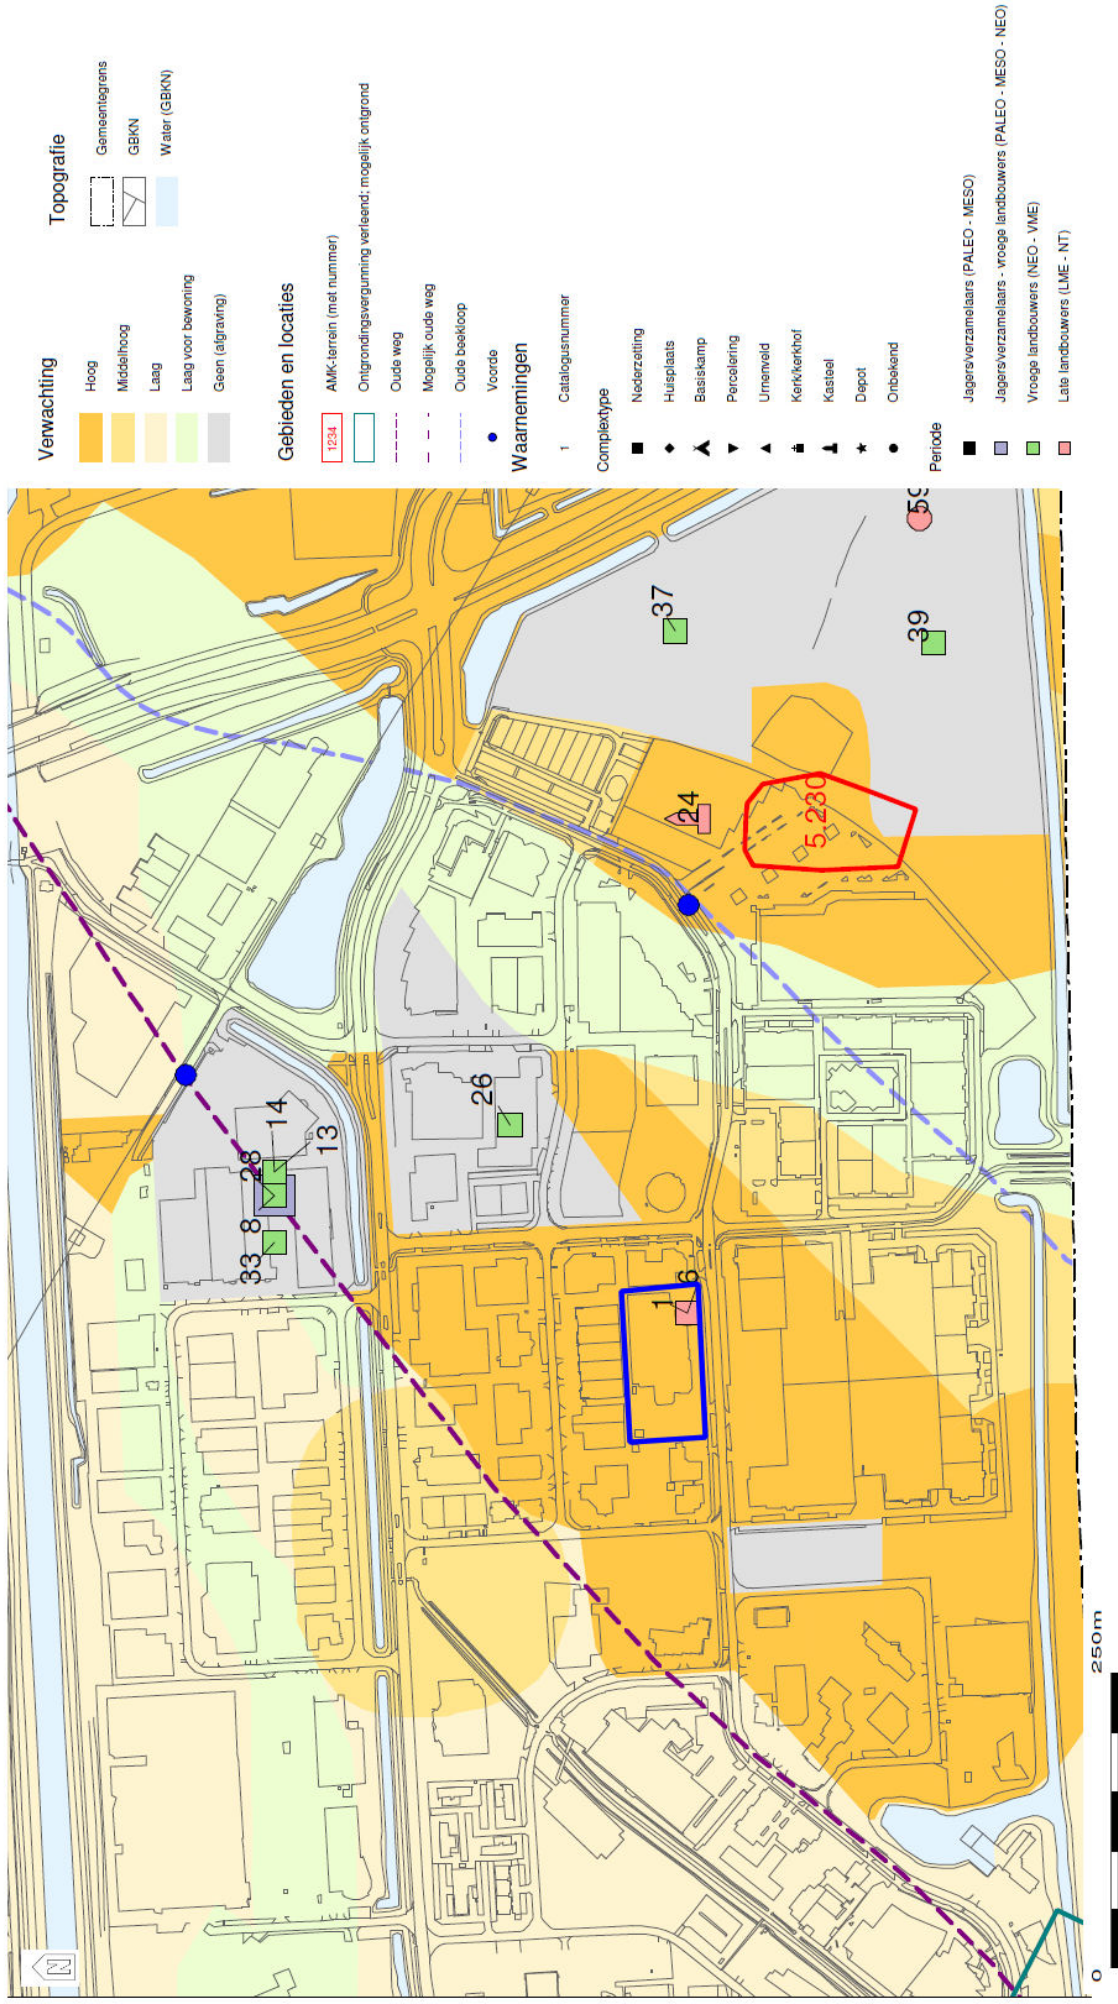 Verwachting
Hoog
Middelhoog
Laag
Laag voor bewoning
Geen (afgraving)
Topografie
Gemeentegrens
GBKN
Water (GBKN)
Gebieden en locaties
1234
AMK-terrein (met nummer)
Ontgrondingsvergunning verleend; mogelijk ontgrond
Oude weg
Mogelijk oude weg
Oude beekloop
Voorde
Waarnemingen
1
Catalogusnummer
Complextype
Nederzetting
Huisplaats
Basiskamp
Percelering
Urnenveld
Kerk/kerkhof
Kasteel
Depot
Onbekend
Periode
Jagers/verzamelaars (PALEO - MESO)
Jagers/verzamelaars - vroege landbouwers (PALEO - MESO - NEO)
Vroege landbouwers (NEO - VME)
Late landbouwers (LME - NT)
N
33
8
28
14
13
26
1
6
24
5.230
37
39
59
0
250m